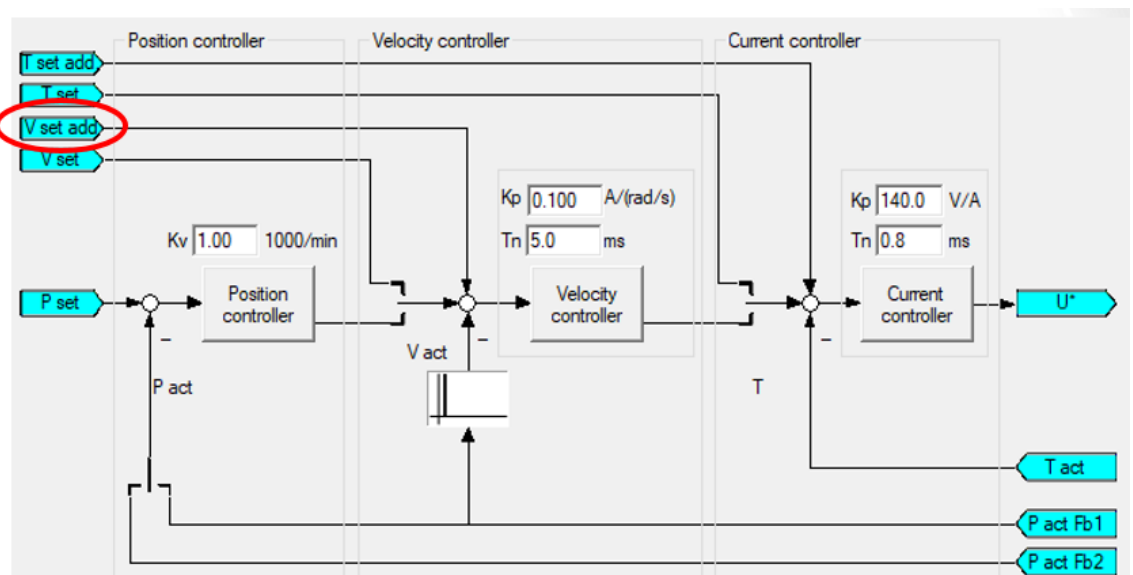 Position controller
Velocity controller
Current controller
T set add
T set
V set add
V set
Kp 0.100 A/(rad/s)
Kp 140.0 V/A
Kv 1.00 1000/min
Tn 5.0 ms
Tn 0.8 ms
P set
Position
controller
Velocity
controller
Current
controller
U*
–
–
–
V act
P act
T
T act
P act Fb1
P act Fb2